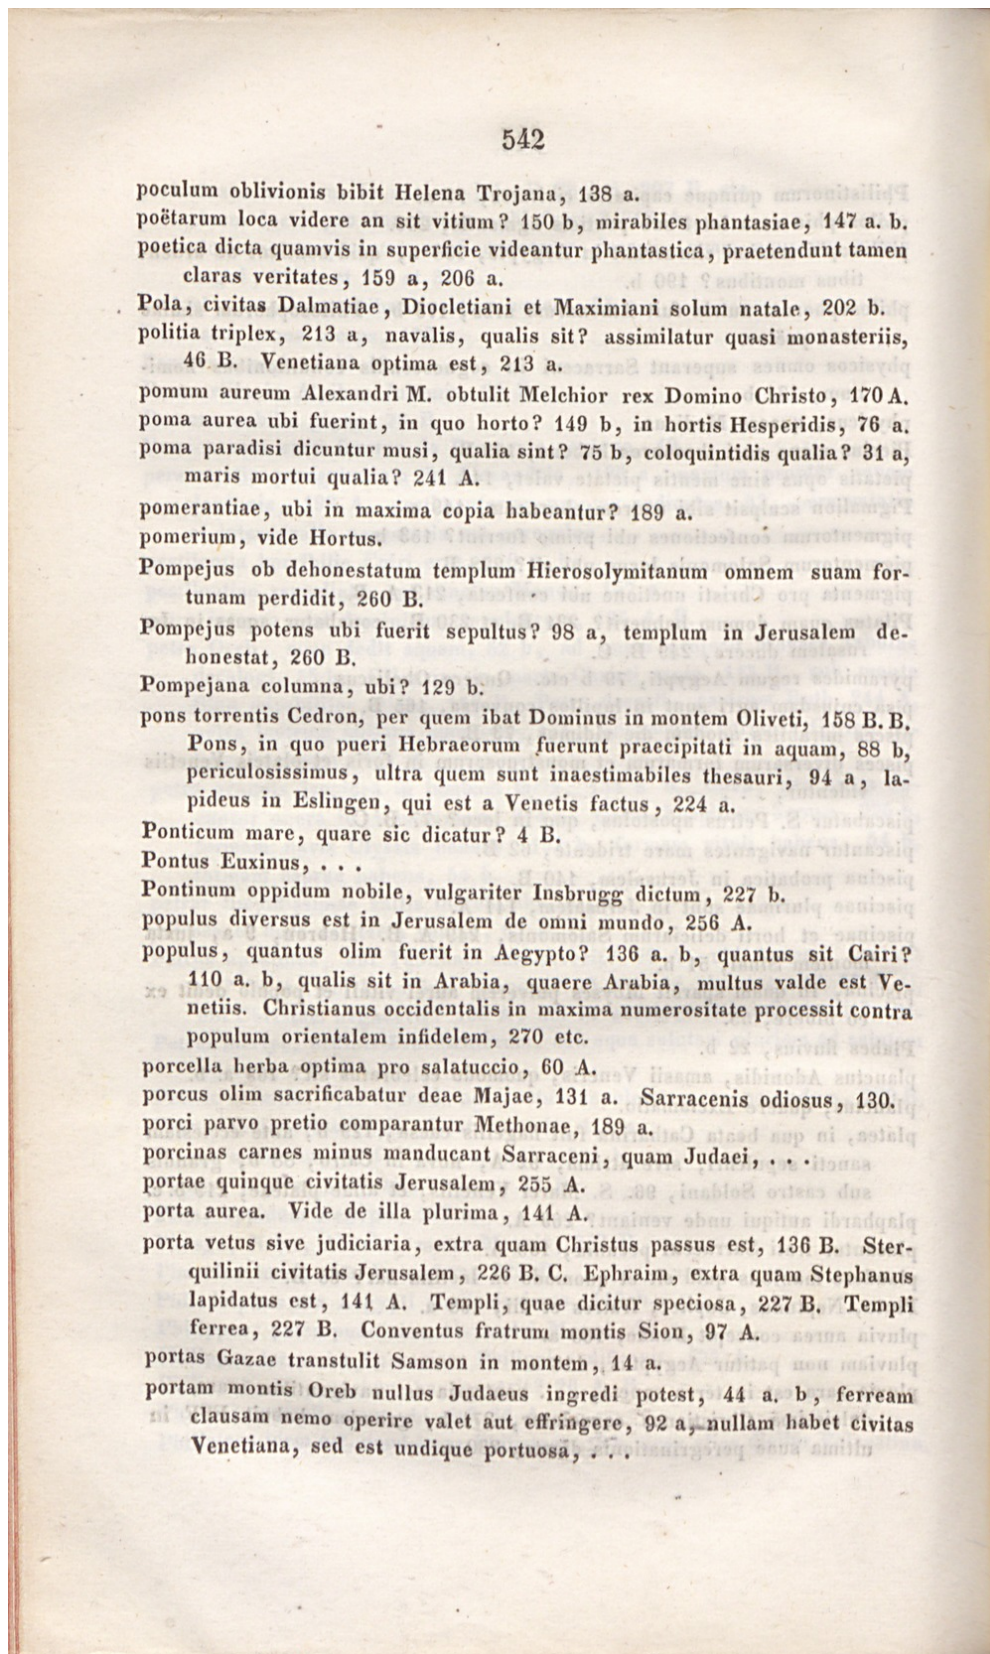 542
poculum oblivionis bibit Helena Trojana, 138 a.
poëtarum loca videre an sit vitium? 150 b, mirabiles phantasiae, 147 a. b.
poetica dicta quamvis in superficie videantur phantastica, praetendunt tamen
claras veritates, 159 a, 206 a.
Pola, civitas Dalmatiae, Diocletiani et Maximiani solum natale, 202 b.
politia triplex, 213 a, navalis, qualis sit? assimilatur quasi monasteriis,
46 B. Venetiana optima est, 213 a.
pomum aureum Alexandri M. obtulit Melchior rex Domino Christo, 170 A.
poma aurea ubi fuerint, in quo horto? 149 b, in hortis Hesperidis, 76 a.
poma paradisi dicuntur musi, qualia sint? 75 b, coloquintidis qualia? 31 a,
maris mortui qualia? 241 A.
pomerantiae, ubi in maxima copia habeantur? 189 a.
pomerium, vide Hortus.
Pompejus ob dehonestatum templum Hierosolymitanum omnem suam for-
tunam perdidit, 260 B.
Pompejus potens ubi fuerit sepultus? 98 a, templum in Jerusalem de-
honestat, 260 B.
Pompejana columna, ubi? 129 b.
pons torrentis Cedron, per quem ibat Dominus in montem Oliveti, 158 B. B.
Pons, in quo pueri Hebraeorum fuerunt praecipitati in aquam, 88 b,
periculosissimus, ultra quem sunt inaestimabiles thesauri, 94 a, la-
pideus in Eslingen, qui est a Venetis factus, 224 a.
Ponticum mare, quare sic dicatur? 4 B.
Pontus Euxinus, . . .
Pontinum oppidum nobile, vulgariter Insbrugg dictum, 227 b.
populus diversus est in Jerusalem de omni mundo, 256 A.
populus, quantus olim fuerit in Aegypto? 136 a. b, quantus sit Cairi?
110 a. b, qualis sit in Arabia, quaere Arabia, multus valde est Ve-
netiis. Christianus occidentalis in maxima numerositate processit contra
populum orientalem infidelem, 270 etc.
porcella herba optima pro salatuccio, 60 A.
porcus olim sacrificabatur deae Majae, 131 a. Sarracenis odiosus, 130.
porci parvo pretio comparantur Methonae, 189 a.
porcinas carnes minus manducant Sarraceni, quam Judaei, . . .
portae quinque civitatis Jerusalem, 255 A.
porta aurea. Vide de illa plurima, 141 A.
porta vetus sive judiciaria, extra quam Christus passus est, 136 B. Ster-
quilinii civitatis Jerusalem, 226 B. C. Ephraim, extra quam Stephanus
lapidatus est, 141 A. Templi, quae dicitur speciosa, 227 B. Templi
ferrea, 227 B. Conventus fratrum montis Sion, 97 A.
portas Gazae transtulit Samson in montem, 14 a.
portam montis Oreb nullus Judaeus ingredi potest, 44 a. b, ferream
clausam nemo operire valet aut effringere, 92 a, nullam habet civitas
Venetiana, sed est undique portuosa, . . .